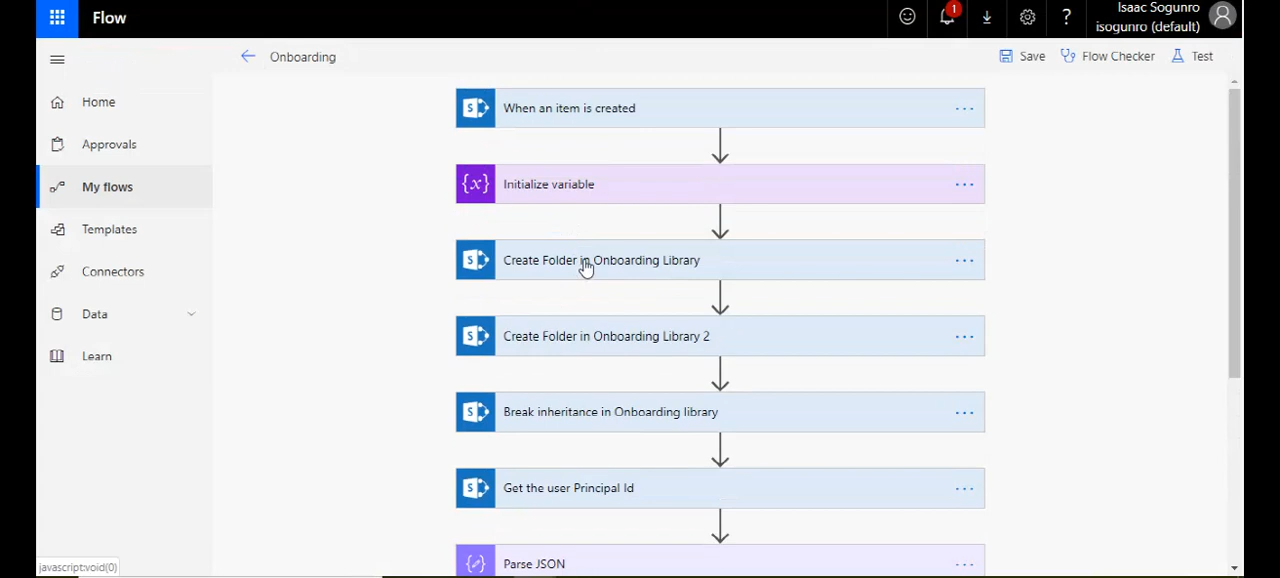 Flow
1
Isaac Sogunro
isogunro (default)
Onboarding
Save
Flow Checker
Test
Home
Approvals
My flows
Templates
Connectors
Data
Learn
When an item is created
Initialize variable
Create Folder in Onboarding Library
Create Folder in Onboarding Library 2
Break inheritance in Onboarding library
Get the user Principal Id
Parse JSON
javascript:void(0)